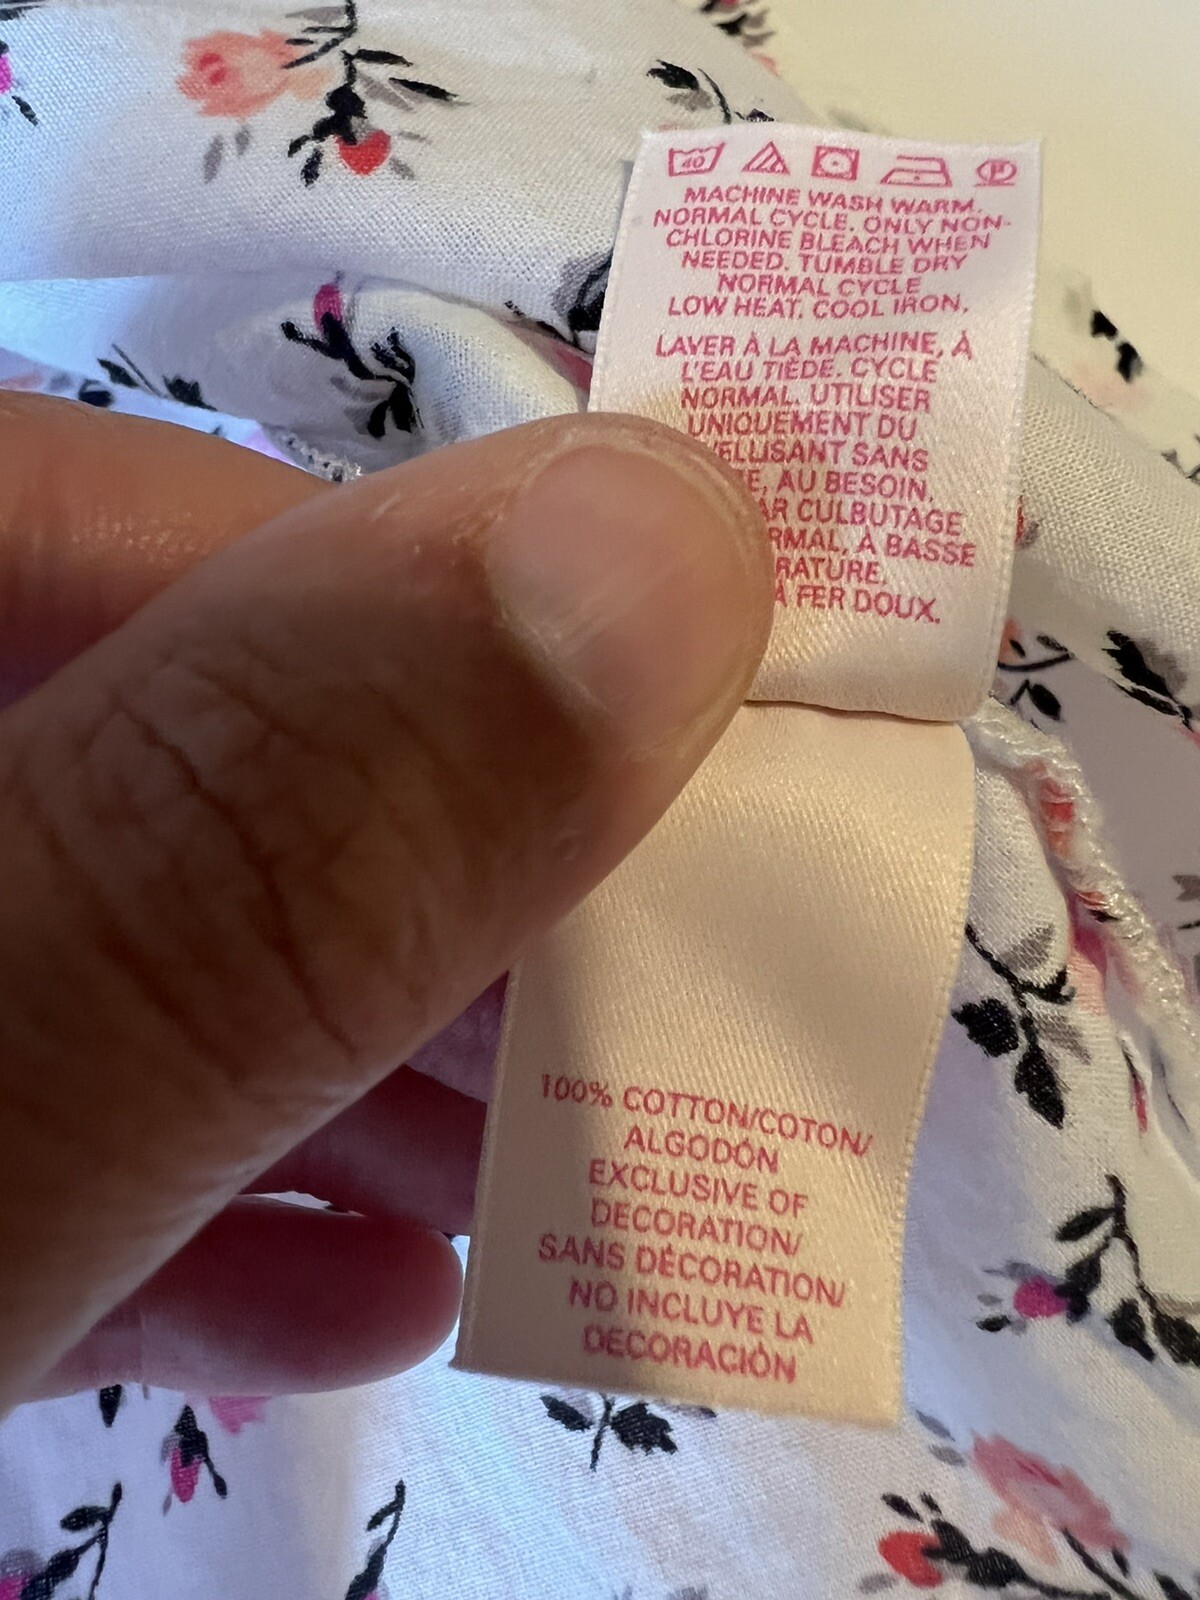 40 P
MACHINE WASH WARM,
NORMAL CYCLE. ONLY NON-
CHLORINE BLEACH WHEN
NEEDED. TUMBLE DRY
NORMAL CYCLE
LOW HEAT. COOL IRON.
LAVER À LA MACHINE, À
L'EAU TIÈDE. CYCLE
NORMAL. UTILISER
UNIQUEMENT DU
SANS
AU BESOIN.
CULBUTAGE
À BASSE
À FER DOUX.
100% COTTON/COTON/
ALGODÓN
EXCLUSIVE OF
DECORATION/
SANS DÉCORATION/
NO INCLUYE LA
DECORACIÓN